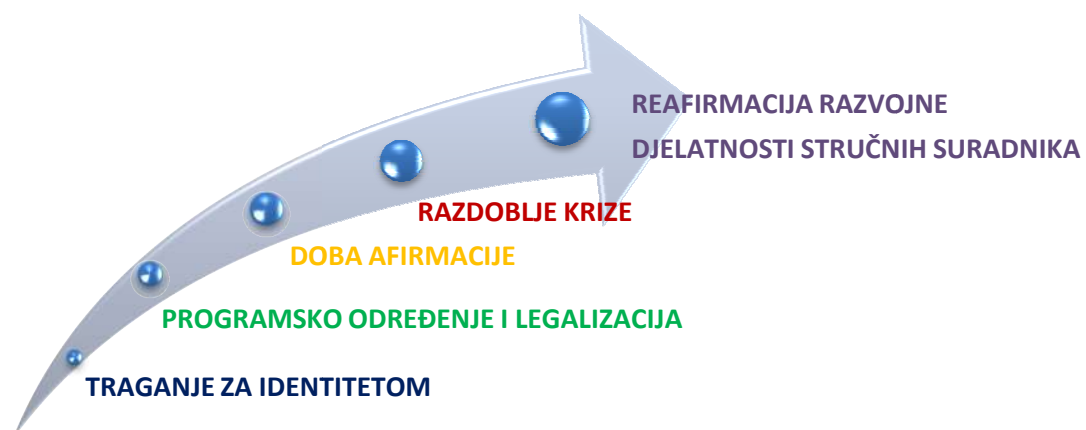 REAFIRMACIJA RAZVOJNE
DJELATNOSTI STRUČNIH SURADNIKA
RAZDOBLJE KRIZE
DOBA AFIRMACIJE
PROGRAMSKO ODREĐENJE I LEGALIZACIJA
TRAGANJE ZA IDENTITETOM